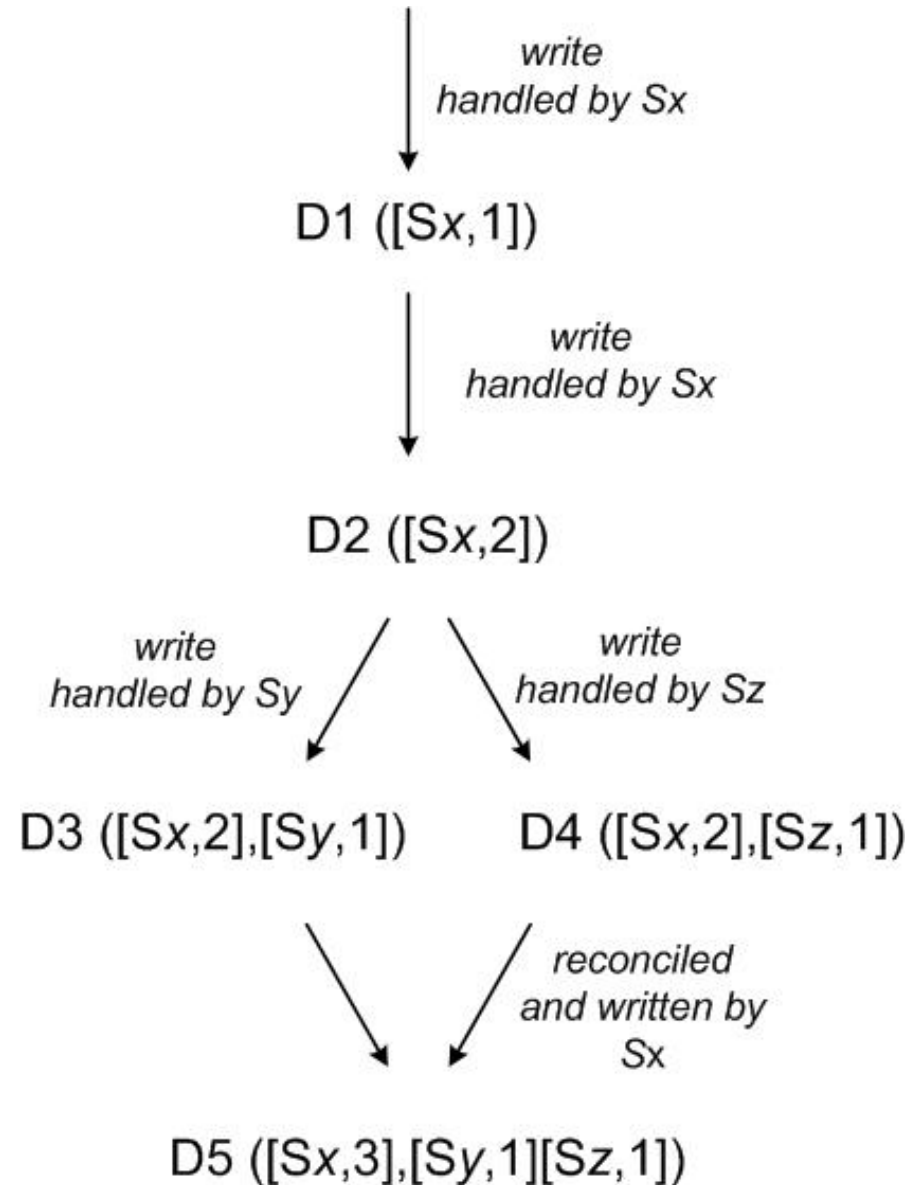 write
handled by Sx
D1 ([Sx,1])
write
handled by Sx
D2 ([Sx,2])
write
handled by Sy
write
handled by Sz
D3 ([Sx,2],[Sy,1])
D4 ([Sx,2],[Sz,1])
reconciled
and written by
Sx
D5 ([Sx,3],[Sy,1][Sz,1])